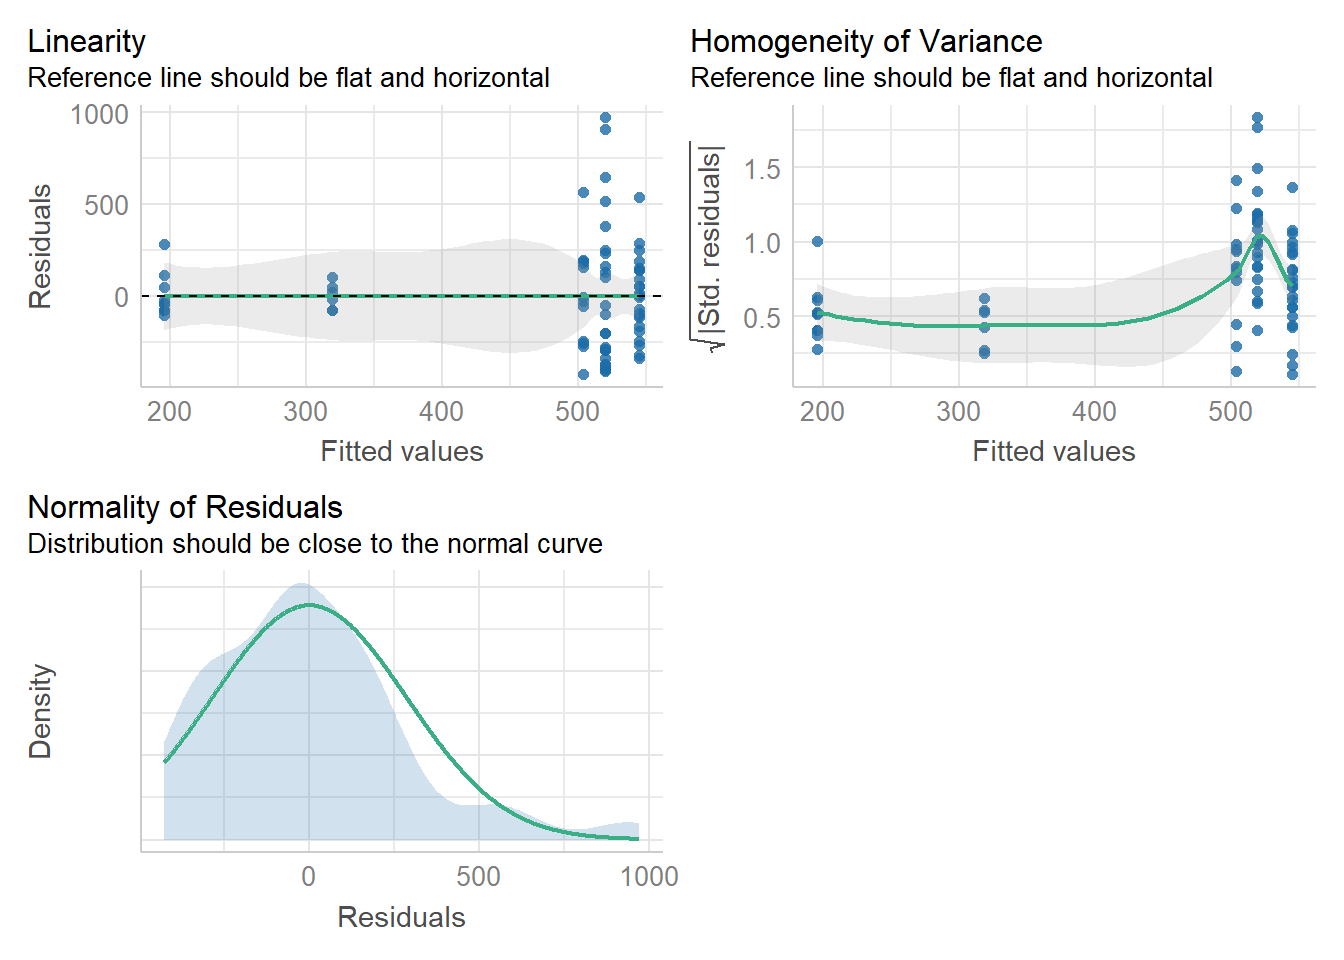 Linearity
Reference line should be flat and horizontal
1000
500
0
Residuals
200 300 400 500
Fitted values
Homogeneity of Variance
Reference line should be flat and horizontal
1.5
1.0
0.5
√|Std. residuals|
200 300 400 500
Fitted values
Normality of Residuals
Distribution should be close to the normal curve
Density
0 500 1000
Residuals